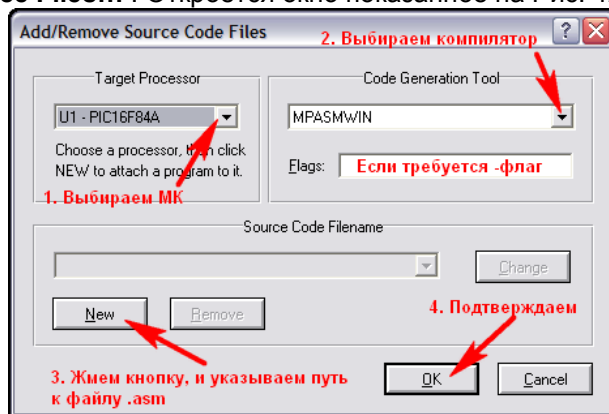 Add/Remove Source Code Files
2. Выбираем компилятор
Target Processor
Code Generation Tool
U1 - PIC16F84A
MPASMWIN
Choose a processor, then click
NEW to attach a program to it.
Flags:
Если требуется -флаг
1. Выбираем МК
Source Code Filename
Change
New
Remove
4. Подтверждаем
3. Жмем кнопку, и указываем путь
к файлу .asm
OK
Cancel